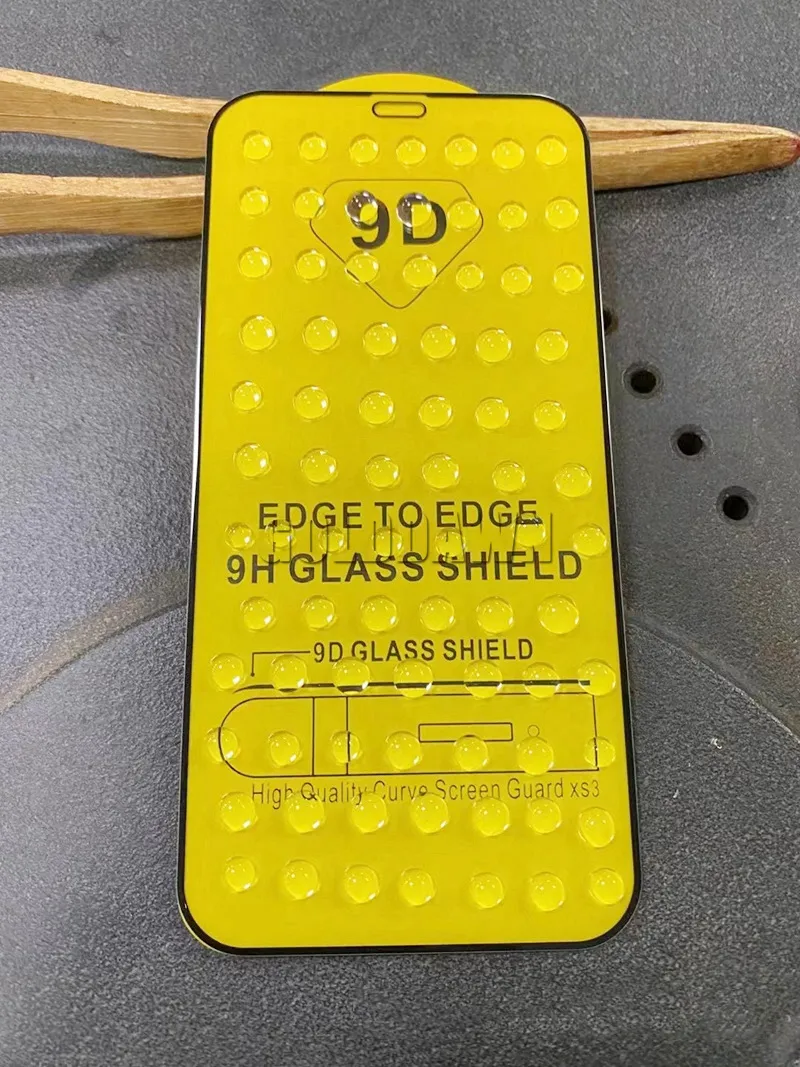 9D
EDGE TO EDGE
9H GLASS SHIELD
9D GLASS SHIELD
High Quality Curve Screen Guard xs3